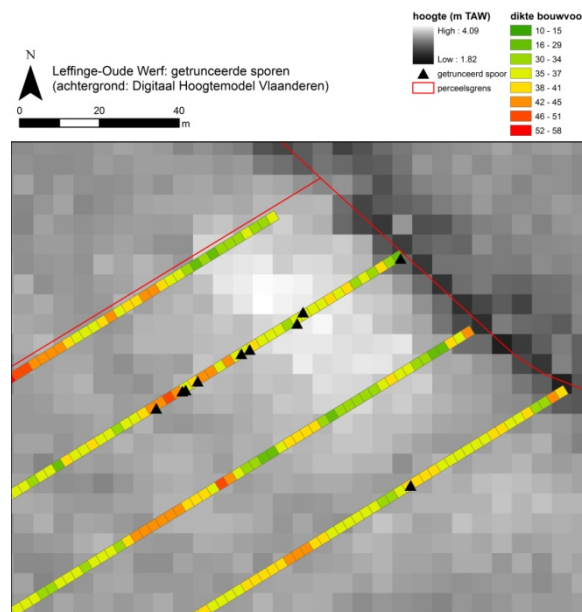 N
Leffinge-Oude Werf: getrunceerde sporen
(achtergrond: Digitaal Hoogtemodel Vlaanderen)
0 20 40
m
hoogte (m TAW)
High : 4.09
Low : 1.82
getrunceerd spoor
perceelsgrens
dikte bouwvoo
10 - 15
16 - 29
30 - 34
35 - 37
38 - 41
42 - 45
46 - 51
52 - 58